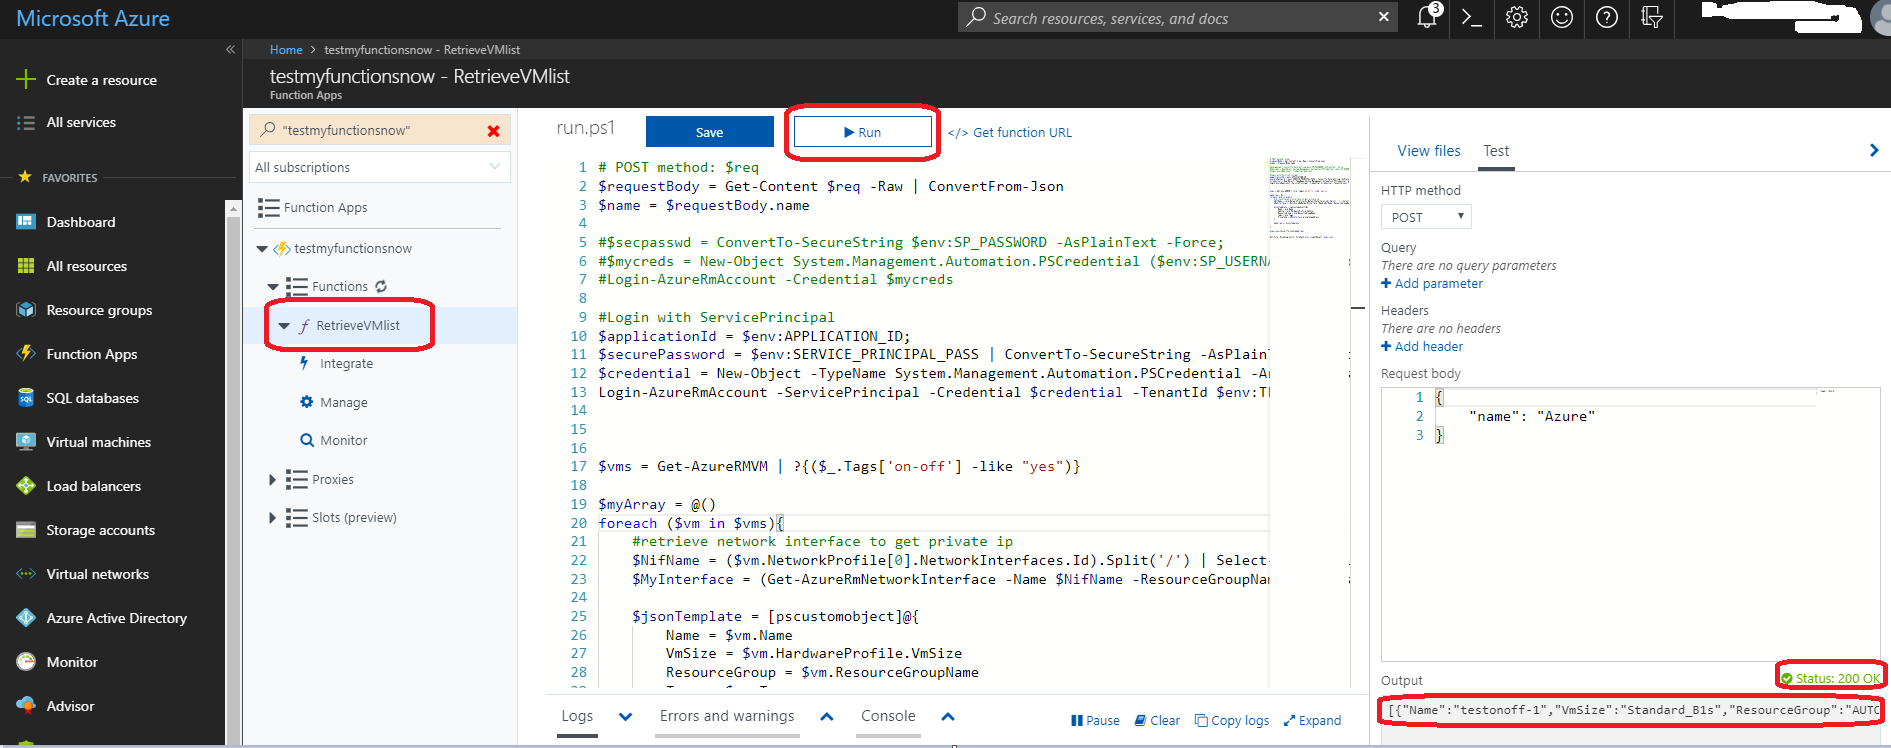 Microsoft Azure
Search resources, services, and docs
3
Home > testmyfunctionsnow - RetrieveVMlist
testmyfunctionsnow - RetrieveVMlist
Function Apps
Create a resource
All services
FAVORITES
Dashboard
All resources
Resource groups
Function Apps
SQL databases
Virtual machines
Load balancers
Storage accounts
Virtual networks
Azure Active Directory
Monitor
Advisor
"testmyfunctionsnow"
All subscriptions
Function Apps
testmyfunctionsnow
Functions
RetrieveVMlist
Integrate
Manage
Monitor
Proxies
Slots (preview)
run.ps1
Save
Run
</> Get function URL
1 # POST method: $req
2 $requestBody = Get-Content $req -Raw | ConvertFrom-Json
3 $name = $requestBody.name
4
5 #$secpasswd = ConvertTo-SecureString $env:SP_PASSWORD -AsPlainText -Force;
6 #$mycreds = New-Object System.Management.Automation.PSCredential ($env:SP_USERNA
7 #Login-AzureRmAccount -Credential $mycreds
8
9 #Login with ServicePrincipal
10 $applicationId = $env:APPLICATION_ID;
11 $securePassword = $env:SERVICE_PRINCIPAL_PASS | ConvertTo-SecureString -AsPlain
12 $credential = New-Object -TypeName System.Management.Automation.PSCredential -A
13 Login-AzureRmAccount -ServicePrincipal -Credential $credential -TenantId $env:T
14
15
16
17 $vms = Get-AzureRMVM | ?{($_.Tags['on-off'] -like "yes")}
18
19 $myArray = @()
20 foreach ($vm in $vms){
21 #retrieve network interface to get private ip
22 $NifName = ($vm.NetworkProfile[0].NetworkInterfaces.Id).Split('/') | Select-
23 $MyInterface = (Get-AzureRmNetworkInterface -Name $NifName -ResourceGroupNam
24
25 $jsonTemplate = [pscustomobject]@{
26 Name = $vm.Name
27 VmSize = $vm.HardwareProfile.VmSize
28 ResourceGroup = $vm.ResourceGroupName
Logs
Errors and warnings
Console
Pause
Clear
Copy logs
Expand
View files
Test
HTTP method
POST
Query
There are no query parameters
Add parameter
Headers
There are no headers
Add header
Request body
1 {
2 "name": "Azure"
3 }
Output
Status: 200 OK
[{"Name":"testonoff-1","VmSize":"Standard_B1s","ResourceGroup":"AUTO